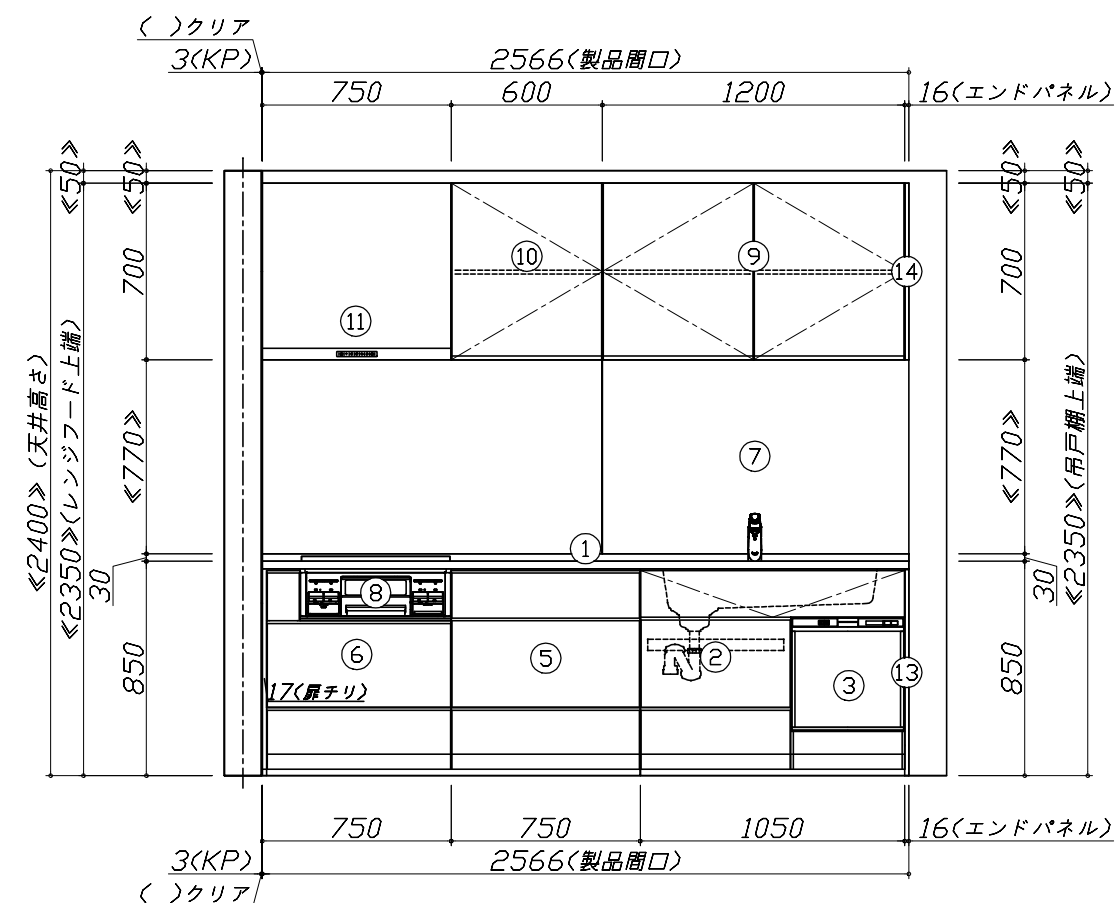 ( )クリア
3(KP)
2566(製品間口)
750
600
1200
16(エンドパネル)
≪50≫
≪50≫
≪50≫
≪50≫
700
700
⑩
⑨
⑭
⑪
≪2400≫(天井高さ)
≪2350≫(レンジフード上端)
≪770≫
≪770≫
≪2350≫(吊戸棚上端)
⑦
①
30
30
⑧
⑥
⑤
②
③
⑬
850
850
17(扉チリ)
750
750
1050
16(エンドパネル)
3(KP)
2566(製品間口)
( )クリア